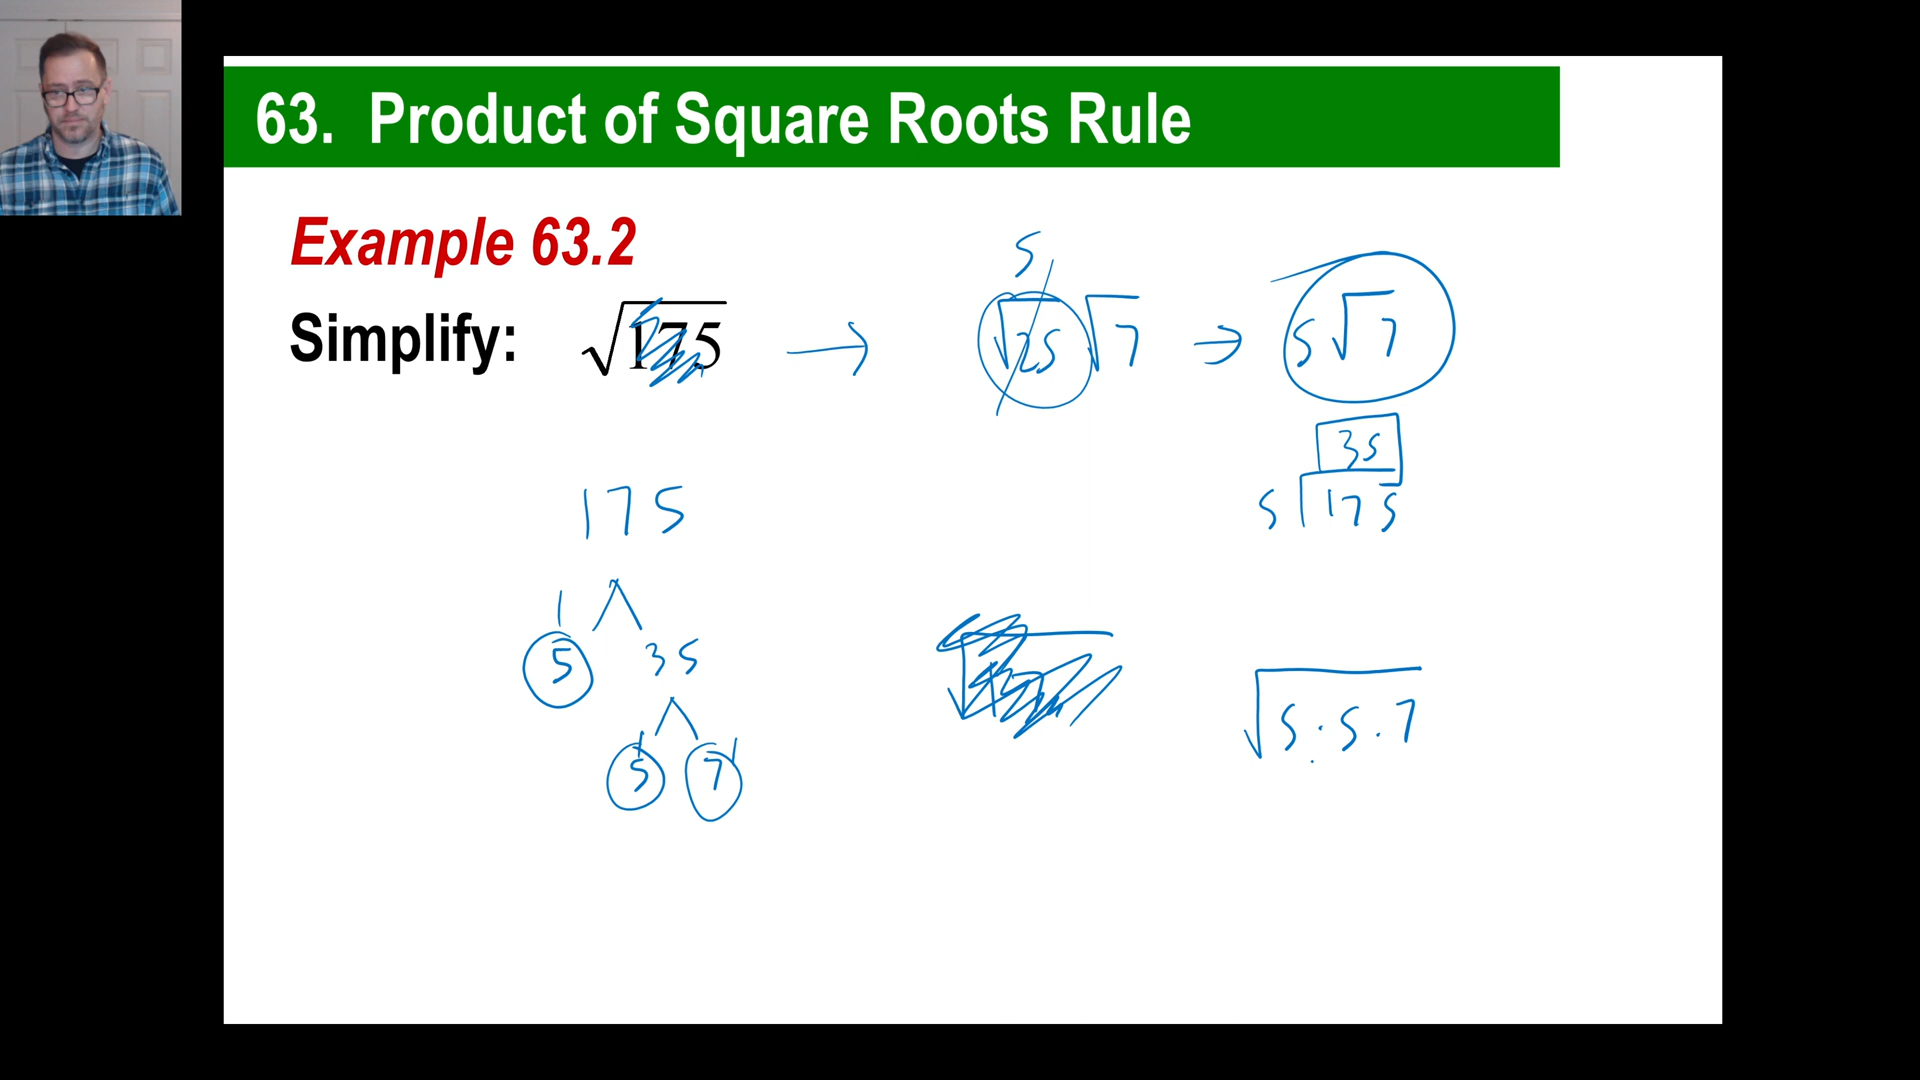 63. Product of Square Roots Rule
Example 63.2
Simplify: √175 → √25 √7 → 5√7
5
35
5 175
175
1
5 35
5 7
√5·5·7